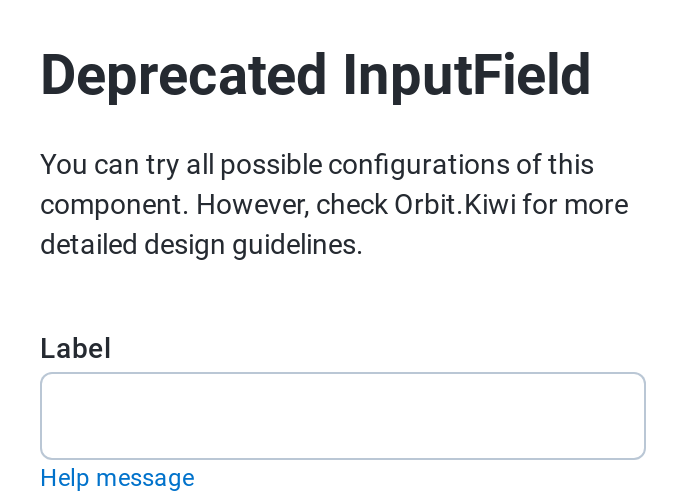 Deprecated InputField
You can try all possible configurations of this
component. However, check Orbit.Kiwi for more
detailed design guidelines.
Label
Help message